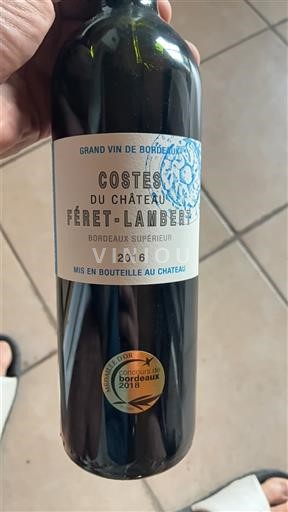 GRAND VIN DE BORDEAUX
COSTES
DU CHÂTEAU
FÉRET-LAMBERT
BORDEAUX SUPÉRIEUR
2016
VINIOU
MIS EN BOUTEILLE AU CHATEAU
MÉDAILLE D'OR
concours de
bordeaux
2018